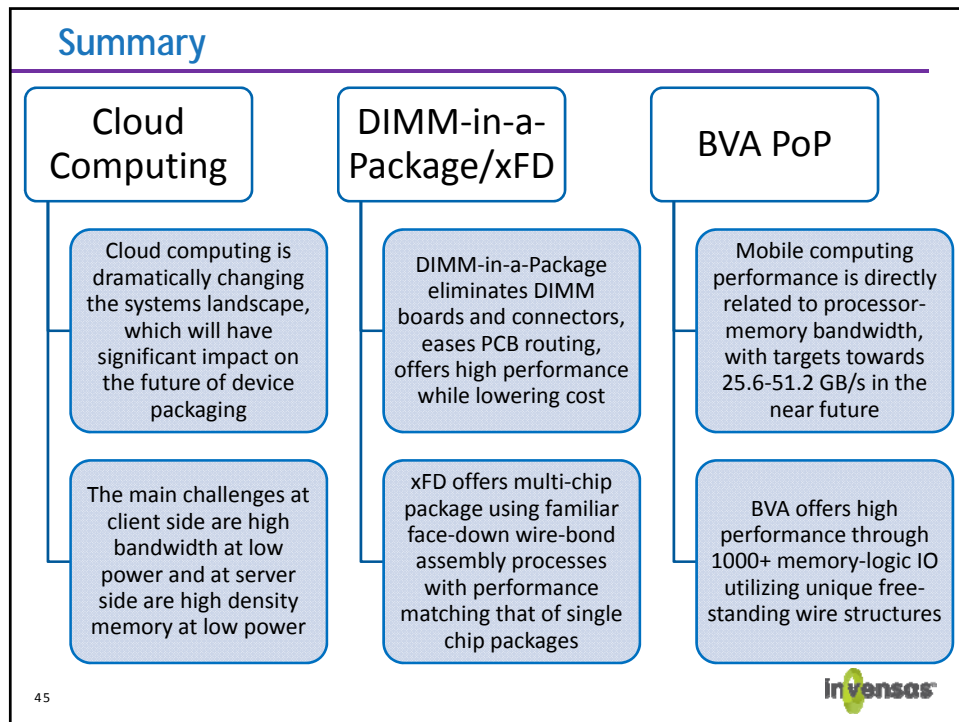 Summary
Cloud
Computing
Cloud computing is
dramatically changing
the systems landscape,
which will have
significant impact on
the future of device
packaging
The main challenges at
client side are high
bandwidth at low
power and at server
side are high density
memory at low power
DIMM-in-a-
Package/xFD
DIMM-in-a-Package
eliminates DIMM
boards and connectors,
eases PCB routing,
offers high performance
while lowering cost
xFD offers multi-chip
package using familiar
face-down wire-bond
assembly processes
with performance
matching that of single
chip packages
BVA PoP
Mobile computing
performance is directly
related to processor-
memory bandwidth,
with targets towards
25.6-51.2 GB/s in the
near future
BVA offers high
performance through
1000+ memory-logic IO
utilizing unique free-
standing wire structures
45
invensas™